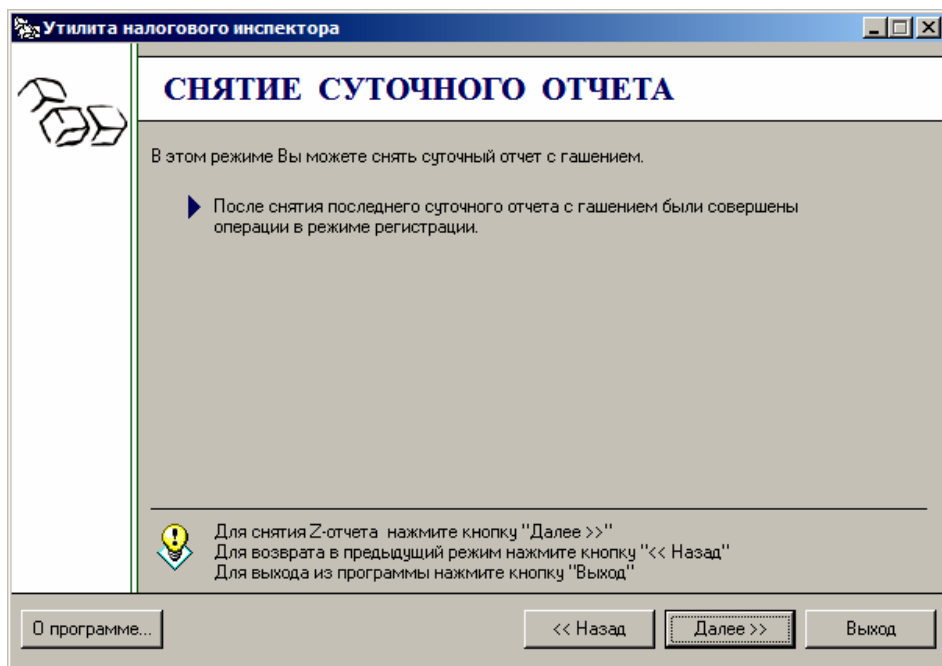 Утилита налогового инспектора
СНЯТИЕ СУТОЧНОГО ОТЧЕТА
В этом режиме Вы можете снять суточный отчет с гашением.
После снятия последнего суточного отчета с гашением были совершены
операции в режиме регистрации.
Для снятия Z-отчета нажмите кнопку "Далее >>"
Для возврата в предыдущий режим нажмите кнопку "<< Назад"
Для выхода из программы нажмите кнопку "Выход"
О программе... << Назад Далее >> Выход